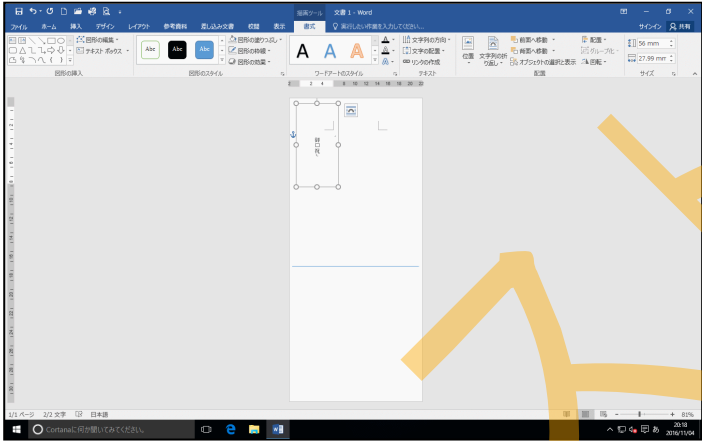 描画ツール 文書 1 - Word
ファイル ホーム 挿入 デザイン レイアウト 参考資料 差し込み文書 校閲 表示 書式 実行したい作業を入力してください... サインイン 共有
図形の編集 Abc Abc Abc 図形の塗りつぶし A A A A 文字列の方向 前面へ移動 配置 56 mm
テキスト ボックス 図形の枠線 文字の配置 位置 文字列の折り返し 背面へ移動 グループ化 27.99 mm
図形の効果 リンクの作成 オブジェクトの選択と表示 回転
図形の挿入 図形のスタイル ワードアートのスタイル テキスト 配置 サイズ
1/1 ページ 2/2 文字 日本語 81%
Cortanaに何か聞いてみてください。 あ 20:18
2016/11/04